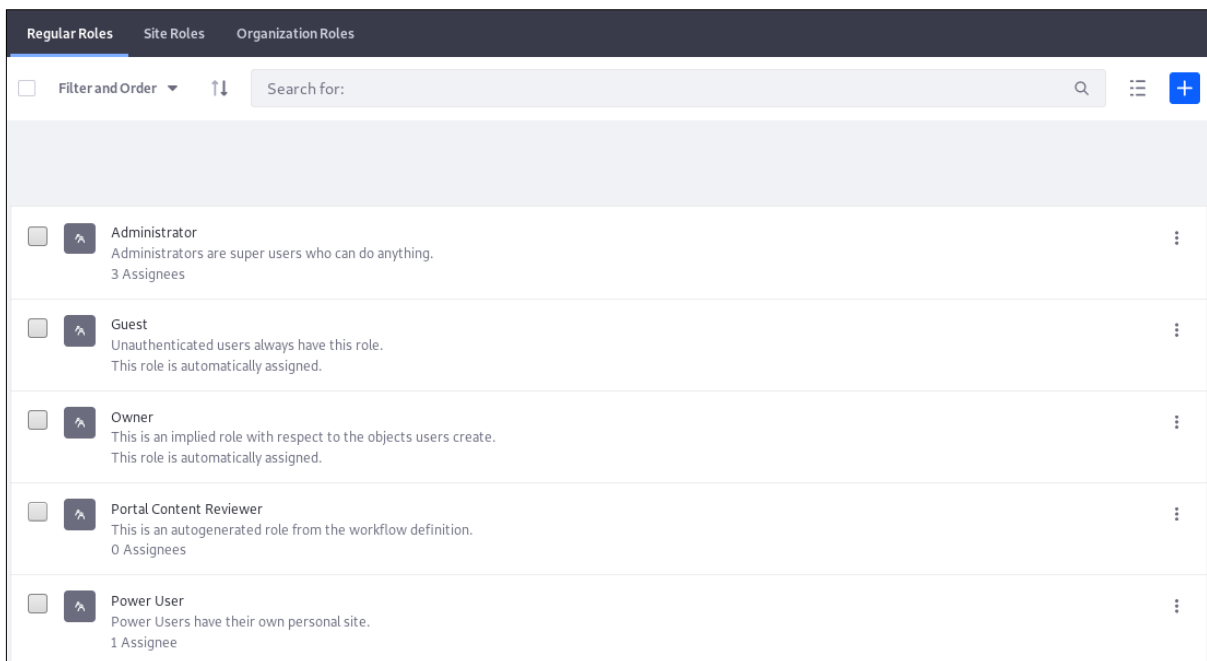 Regular Roles Site Roles Organization Roles
Filter and Order Search for:
Administrator
Administrators are super users who can do anything.
3 Assignees
Guest
Unauthenticated users always have this role.
This role is automatically assigned.
Owner
This is an implied role with respect to the objects users create.
This role is automatically assigned.
Portal Content Reviewer
This is an autogenerated role from the workflow definition.
0 Assignees
Power User
Power Users have their own personal site.
1 Assignee